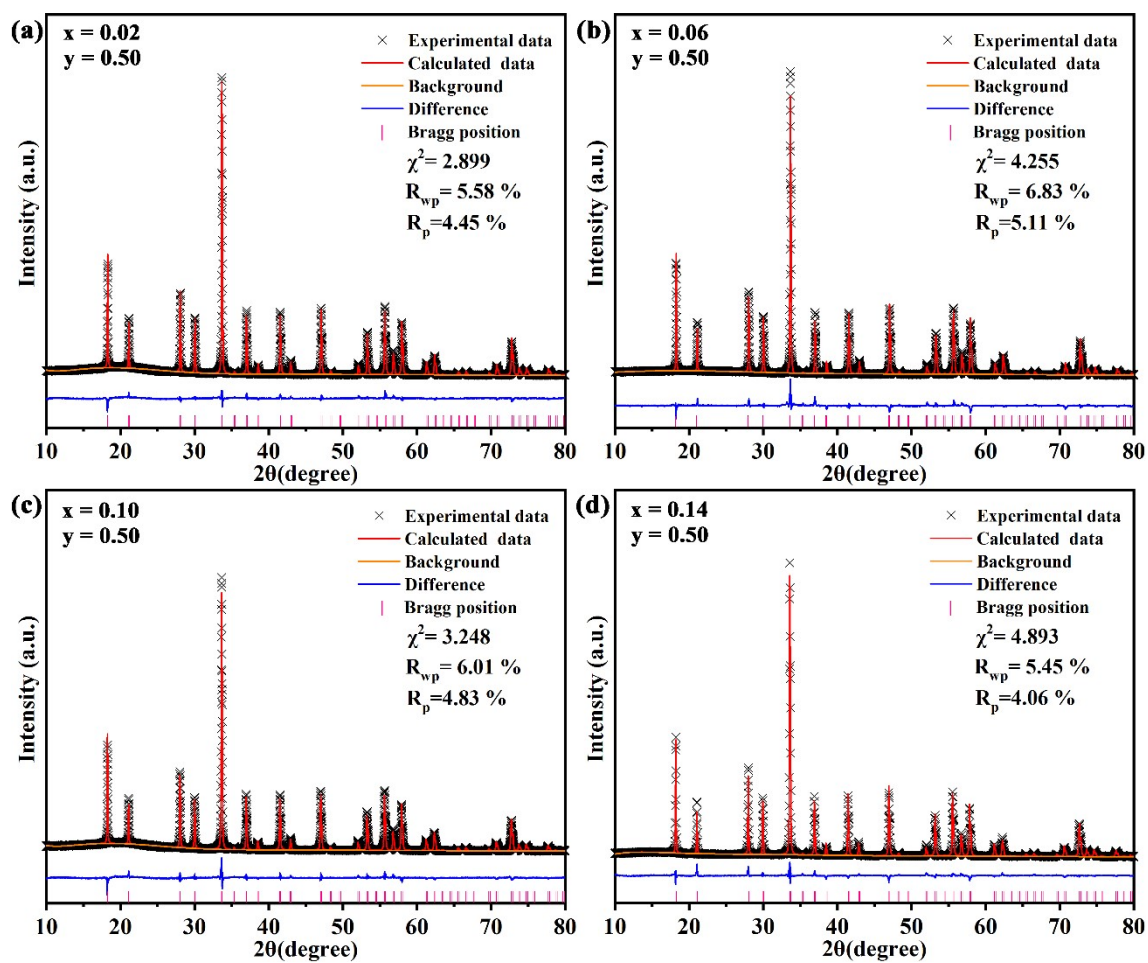 (a)
x = 0.02
y = 0.50
Experimental data
Calculated data
Background
Difference
Bragg position
χ²= 2.899
Rwp= 5.58 %
Rp=4.45 %
Intensity (a.u.)
10 20 30 40 50 60 70 80
2θ(degree)
(b)
x = 0.06
y = 0.50
Experimental data
Calculated data
Background
Difference
Bragg position
χ²= 4.255
Rwp= 6.83 %
Rp=5.11 %
Intensity (a.u.)
10 20 30 40 50 60 70 80
2θ(degree)
(c)
x = 0.10
y = 0.50
Experimental data
Calculated data
Background
Difference
Bragg position
χ²= 3.248
Rwp= 6.01 %
Rp=4.83 %
Intensity (a.u.)
10 20 30 40 50 60 70 80
2θ(degree)
(d)
x = 0.14
y = 0.50
Experimental data
Calculated data
Background
Difference
Bragg position
χ²= 4.893
Rwp= 5.45 %
Rp=4.06 %
Intensity (a.u.)
10 20 30 40 50 60 70 80
2θ(degree)